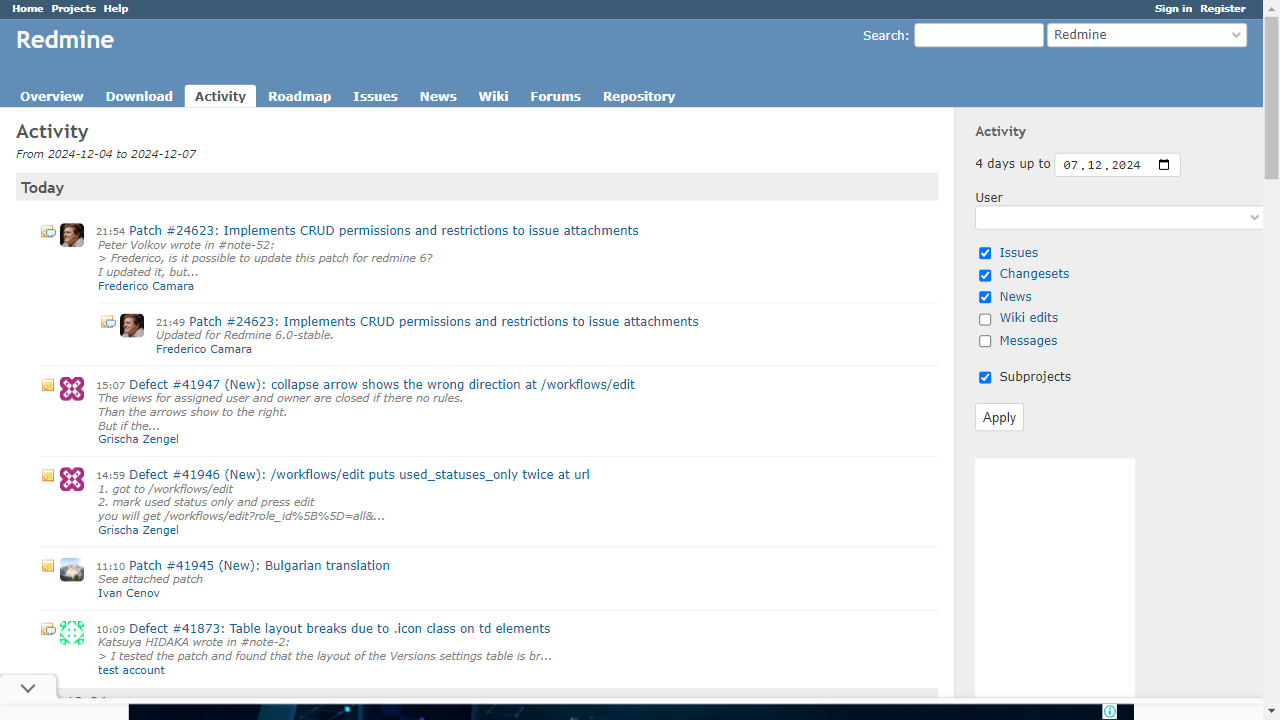 Home Projects Help
Sign in Register
Redmine
Search:
Redmine
Overview Download Activity Roadmap Issues News Wiki Forums Repository
Activity
From 2024-12-04 to 2024-12-07
Today
21:54 Patch #24623: Implements CRUD permissions and restrictions to issue attachments
Peter Volkov wrote in #note-52:
> Frederico, is it possible to update this patch for redmine 6?
I updated it, but...
Frederico Camara
21:49 Patch #24623: Implements CRUD permissions and restrictions to issue attachments
Updated for Redmine 6.0-stable.
Frederico Camara
15:07 Defect #41947 (New): collapse arrow shows the wrong direction at /workflows/edit
The views for assigned user and owner are closed if there no rules.
Than the arrows show to the right.
But if the...
Grischa Zengel
14:59 Defect #41946 (New): /workflows/edit puts used_statuses_only twice at url
1. got to /workflows/edit
2. mark used status only and press edit
you will get /workflows/edit?role_id%5B%5D=all&...
Grischa Zengel
11:10 Patch #41945 (New): Bulgarian translation
See attached patch
Ivan Cenov
10:09 Defect #41873: Table layout breaks due to .icon class on td elements
Katsuya HIDAKA wrote in #note-2:
> I tested the patch and found that the layout of the Versions settings table is br...
test account
Activity
4 days up to 07.12.2024
User
Issues
Changesets
News
Wiki edits
Messages
Subprojects
Apply